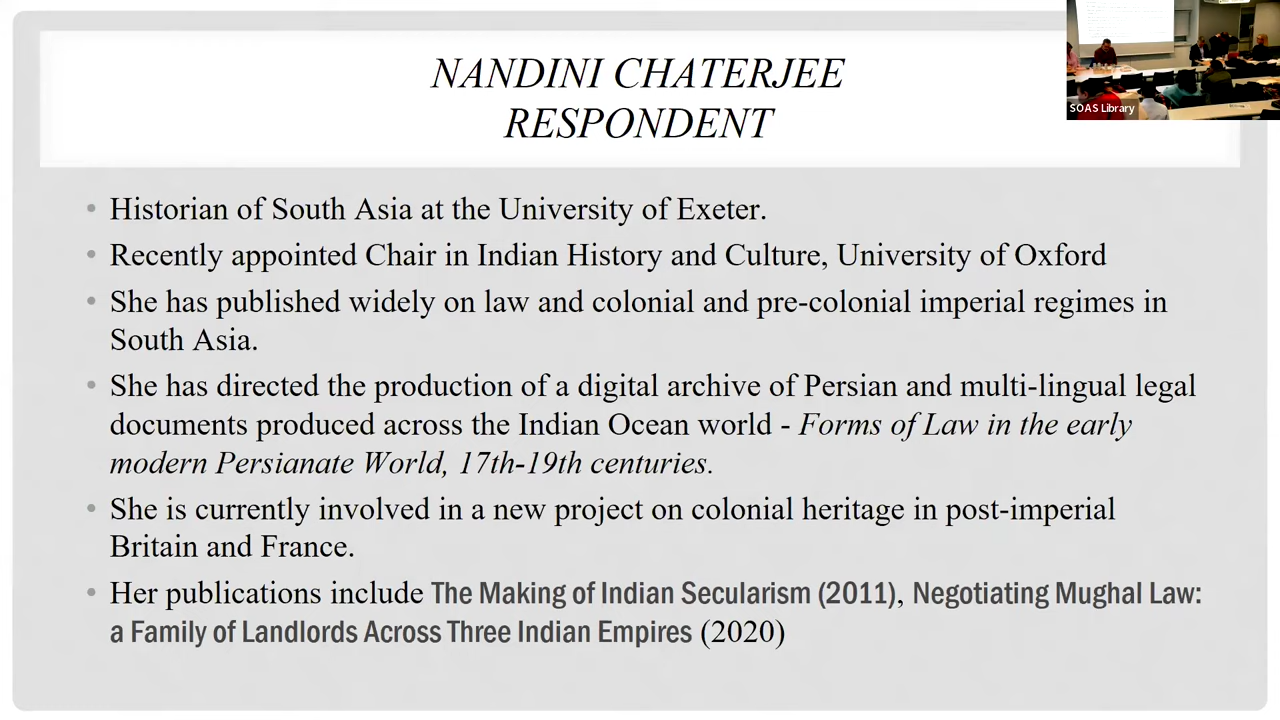 NANDINI CHATERJEE
RESPONDENT
SOAS Library
• Historian of South Asia at the University of Exeter.
• Recently appointed Chair in Indian History and Culture, University of Oxford
• She has published widely on law and colonial and pre-colonial imperial regimes in
South Asia.
• She has directed the production of a digital archive of Persian and multi-lingual legal
documents produced across the Indian Ocean world - Forms of Law in the early
modern Persianate World, 17th-19th centuries.
• She is currently involved in a new project on colonial heritage in post-imperial
Britain and France.
• Her publications include The Making of Indian Secularism (2011), Negotiating Mughal Law:
a Family of Landlords Across Three Indian Empires (2020)